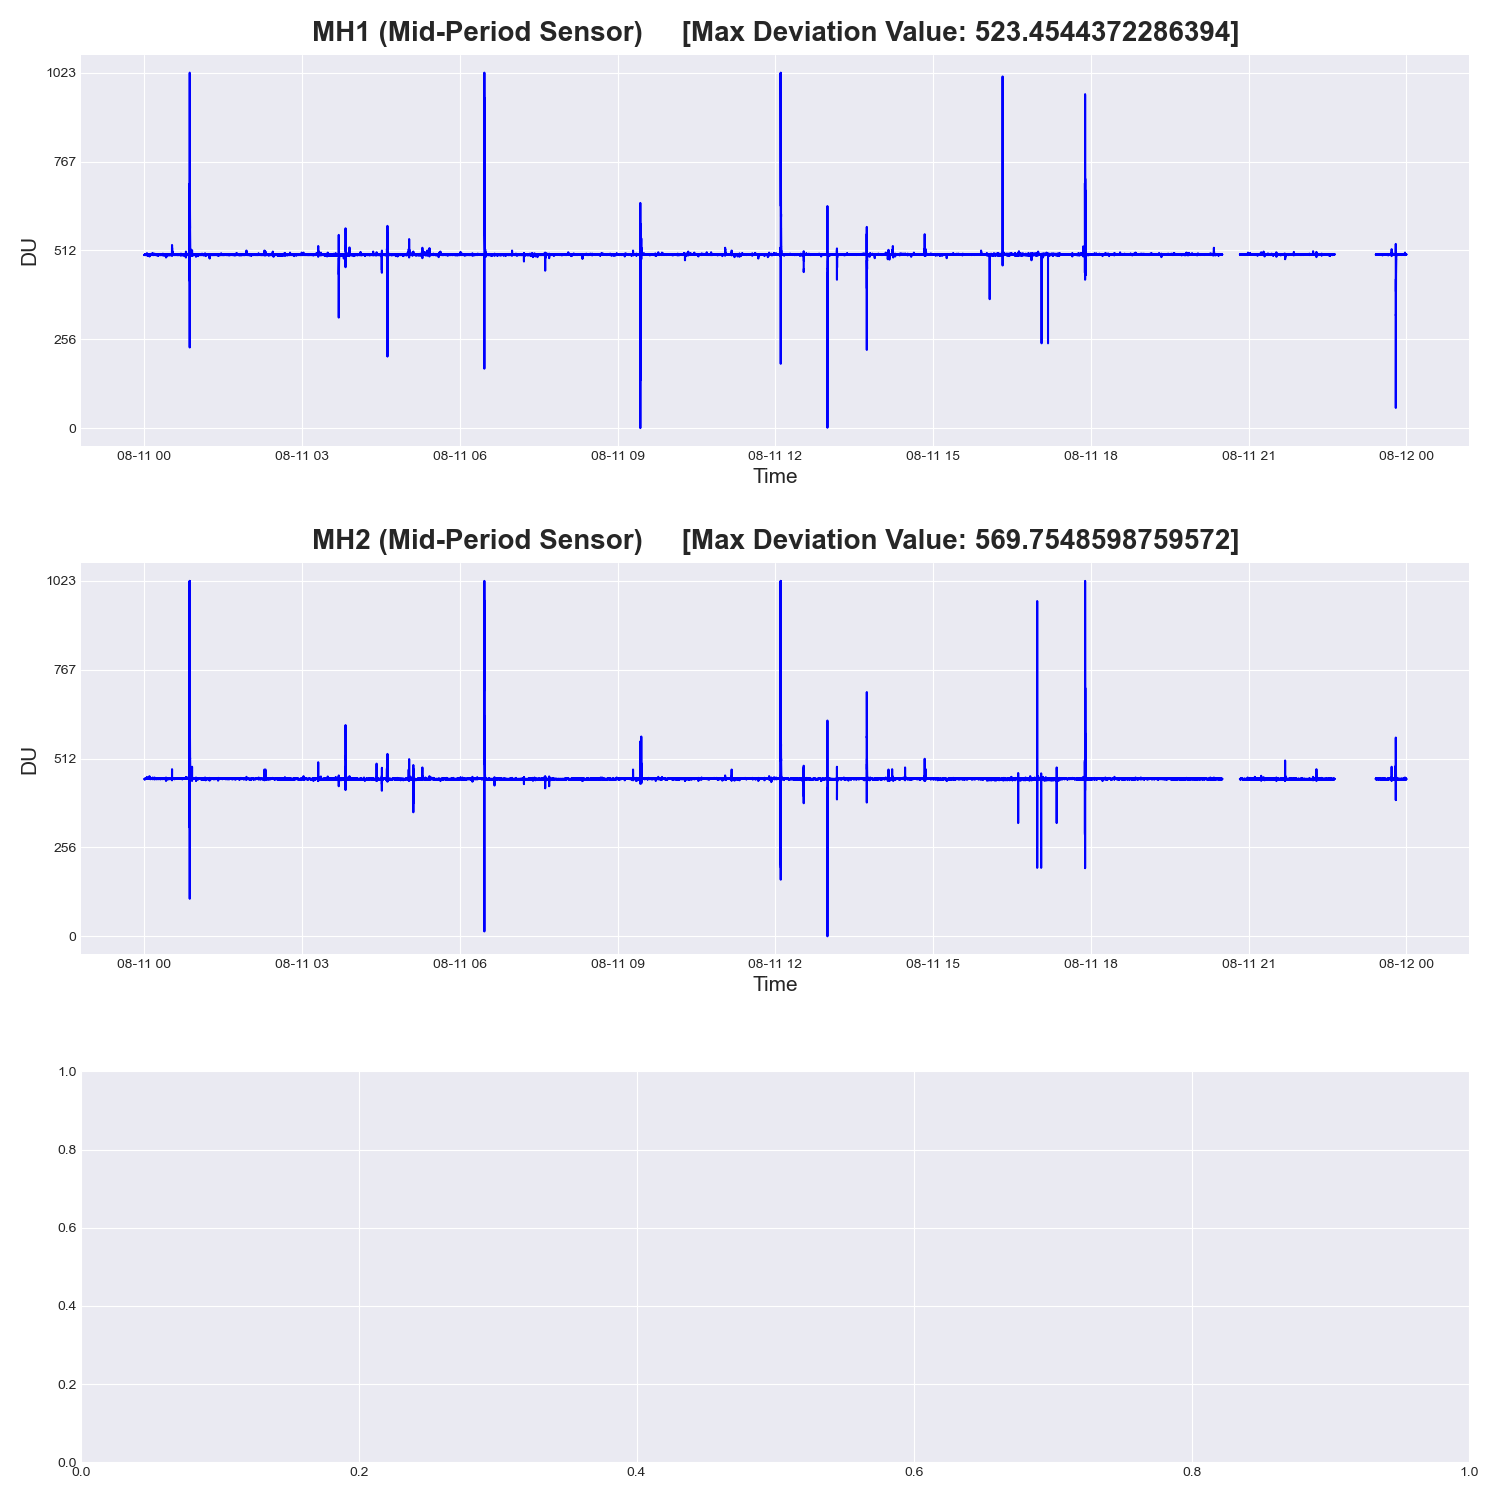 MH1 (Mid-Period Sensor) [Max Deviation Value: 523.4544372286394]
1023
767
512
256
0
DU
08-11 00 08-11 03 08-11 06 08-11 09 08-11 12 08-11 15 08-11 18 08-11 21 08-12 00
Time
MH2 (Mid-Period Sensor) [Max Deviation Value: 569.7548598759572]
1023
767
512
256
0
DU
08-11 00 08-11 03 08-11 06 08-11 09 08-11 12 08-11 15 08-11 18 08-11 21 08-12 00
Time
1.0
0.8
0.6
0.4
0.2
0.0
0.0 0.2 0.4 0.6 0.8 1.0